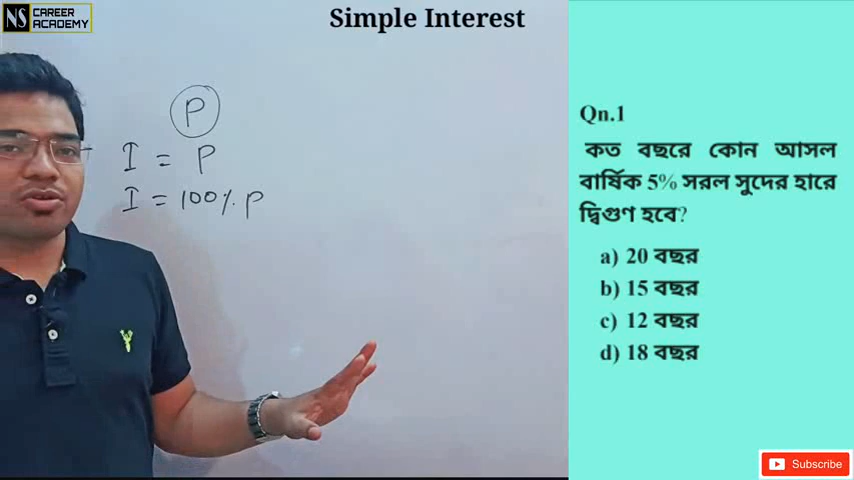 NS CAREER
ACADEMY
Simple Interest
P
I = P
I = 100% P
Qn.1
কত বছরে কোন আসল
বার্ষিক 5% সরল সুদের হারে
দ্বিগুণ হবে?
a) 20 বছর
b) 15 বছর
c) 12 বছর
d) 18 বছর
Subscribe